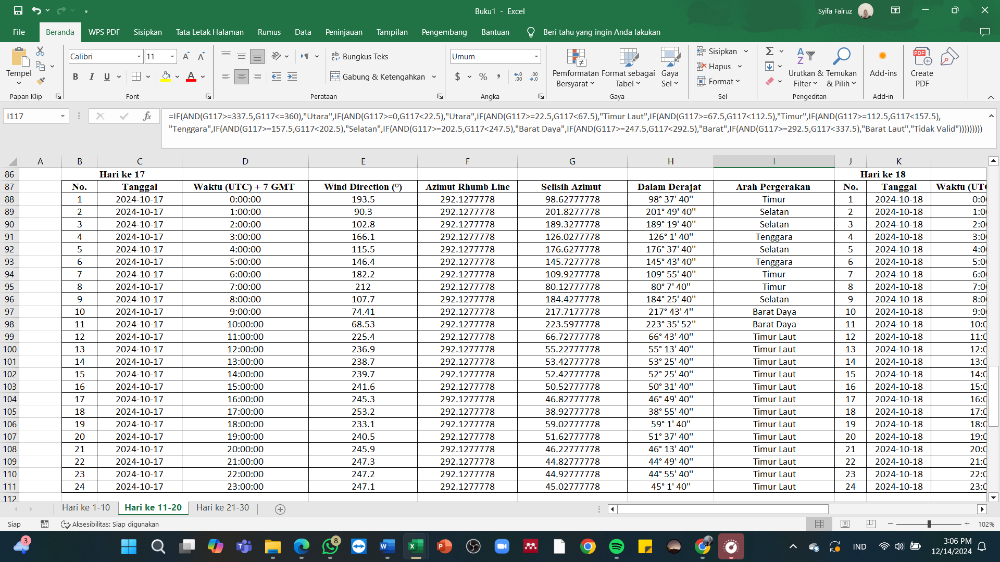 Buku1 - Excel
Syifa Fairuz
File Beranda WPS PDF Sisipkan Tata Letak Halaman Rumus Data Peninjauan Tampilan Pengembang Bantuan Beri tahu yang ingin Anda lakukan
Tempel
Papan Klip
Calibri 11
B I U
Font
Bungkus Teks
Gabung & Ketengahkan
Perataan
Umum
$ % ,
Angka
Pemformatan Bersyarat
Format sebagai Tabel
Gaya Sel
Gaya
Sisipkan
Hapus
Format
Sel
Urutkan & Filter
Temukan & Pilih
Pengeditan
Add-ins
Add-in
Create PDF
I117
=IF(AND(G117>=337.5,G117<=360),"Utara",IF(AND(G117>=0,G117<22.5),"Utara",IF(AND(G117>=22.5,G117<67.5),"Timur Laut",IF(AND(G117>=67.5,G117<112.5),"Timur",IF(AND(G117>=112.5,G117<157.5),
"Tenggara",IF(AND(G117>=157.5,G117<202.5),"Selatan",IF(AND(G117>=202.5,G117<247.5),"Barat Daya",IF(AND(G117>=247.5,G117<292.5),"Barat",IF(AND(G117>=292.5,G117<337.5),"Barat Laut","Tidak Valid")))))))))
A B C D E F G H I J K
86 Hari ke 17 Hari ke 18
87 No. Tanggal Waktu (UTC) + 7 GMT Wind Direction (°) Azimut Rhumb Line Selisih Azimut Dalam Derajat Arah Pergerakan No. Tanggal Waktu (UTC
88 1 2024-10-17 0:00:00 193.5 292.1277778 98.62777778 98° 37' 40" Timur 1 2024-10-18 0:00
89 2 2024-10-17 1:00:00 90.3 292.1277778 201.8277778 201° 49' 40" Selatan 2 2024-10-18 1:00
90 3 2024-10-17 2:00:00 102.8 292.1277778 189.3277778 189° 19' 40" Selatan 3 2024-10-18 2:00
91 4 2024-10-17 3:00:00 166.1 292.1277778 126.0277778 126° 1' 40" Tenggara 4 2024-10-18 3:00
92 5 2024-10-17 4:00:00 115.5 292.1277778 176.6277778 176° 37' 40" Selatan 5 2024-10-18 4:00
93 6 2024-10-17 5:00:00 146.4 292.1277778 145.7277778 145° 43' 40" Tenggara 6 2024-10-18 5:00
94 7 2024-10-17 6:00:00 182.2 292.1277778 109.9277778 109° 55' 40" Timur 7 2024-10-18 6:00
95 8 2024-10-17 7:00:00 212 292.1277778 80.12777778 80° 7' 40" Timur 8 2024-10-18 7:00
96 9 2024-10-17 8:00:00 107.7 292.1277778 184.4277778 184° 25' 40" Selatan 9 2024-10-18 8:00
97 10 2024-10-17 9:00:00 74.41 292.1277778 217.7177778 217° 43' 4" Barat Daya 10 2024-10-18 9:00
98 11 2024-10-17 10:00:00 68.53 292.1277778 223.5977778 223° 35' 52" Barat Daya 11 2024-10-18 10:0
99 12 2024-10-17 11:00:00 225.4 292.1277778 66.72777778 66° 43' 40" Timur Laut 12 2024-10-18 11:0
100 13 2024-10-17 12:00:00 236.9 292.1277778 55.22777778 55° 13' 40" Timur Laut 13 2024-10-18 12:0
101 14 2024-10-17 13:00:00 238.7 292.1277778 53.42777778 53° 25' 40" Timur Laut 14 2024-10-18 13:0
102 15 2024-10-17 14:00:00 239.7 292.1277778 52.42777778 52° 25' 40" Timur Laut 15 2024-10-18 14:0
103 16 2024-10-17 15:00:00 241.6 292.1277778 50.52777778 50° 31' 40" Timur Laut 16 2024-10-18 15:0
104 17 2024-10-17 16:00:00 245.3 292.1277778 46.82777778 46° 49' 40" Timur Laut 17 2024-10-18 16:0
105 18 2024-10-17 17:00:00 253.2 292.1277778 38.92777778 38° 55' 40" Timur Laut 18 2024-10-18 17:0
106 19 2024-10-17 18:00:00 233.1 292.1277778 59.02777778 59° 1' 40" Timur Laut 19 2024-10-18 18:0
107 20 2024-10-17 19:00:00 240.5 292.1277778 51.62777778 51° 37' 40" Timur Laut 20 2024-10-18 19:0
108 21 2024-10-17 20:00:00 245.9 292.1277778 46.22777778 46° 13' 40" Timur Laut 21 2024-10-18 20:0
109 22 2024-10-17 21:00:00 247.3 292.1277778 44.82777778 44° 49' 40" Timur Laut 22 2024-10-18 21:0
110 23 2024-10-17 22:00:00 247.2 292.1277778 44.92777778 44° 55' 40" Timur Laut 23 2024-10-18 22:0
111 24 2024-10-17 23:00:00 247.1 292.1277778 45.02777778 45° 1' 40" Timur Laut 24 2024-10-18 23:0
112
Hari ke 1-10 Hari ke 11-20 Hari ke 21-30
Siap Aksesibilitas: Siap digunakan 102%
3 8 IND 3:06 PM
12/14/2024